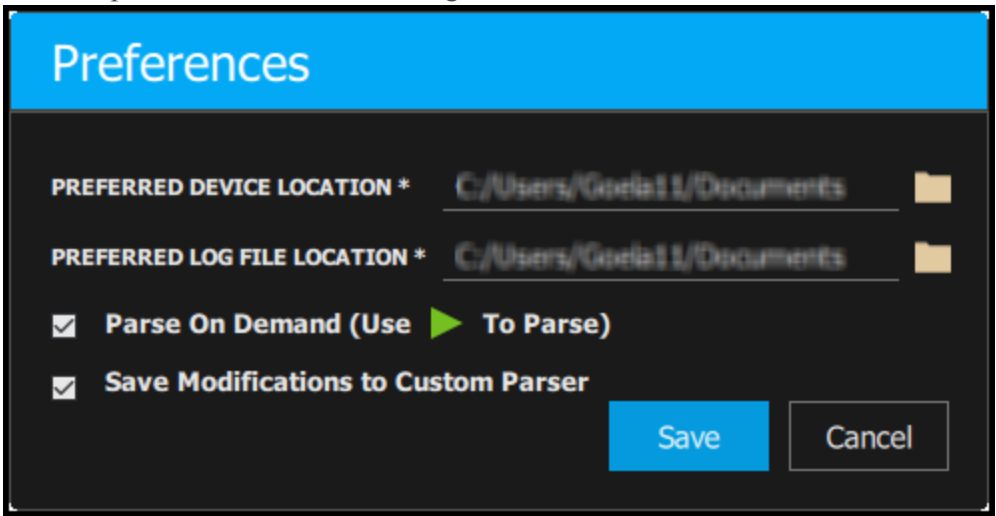 Preferences
PREFERRED DEVICE LOCATION *
PREFERRED LOG FILE LOCATION *
Parse On Demand (Use To Parse)
Save Modifications to Custom Parser
Save Cancel